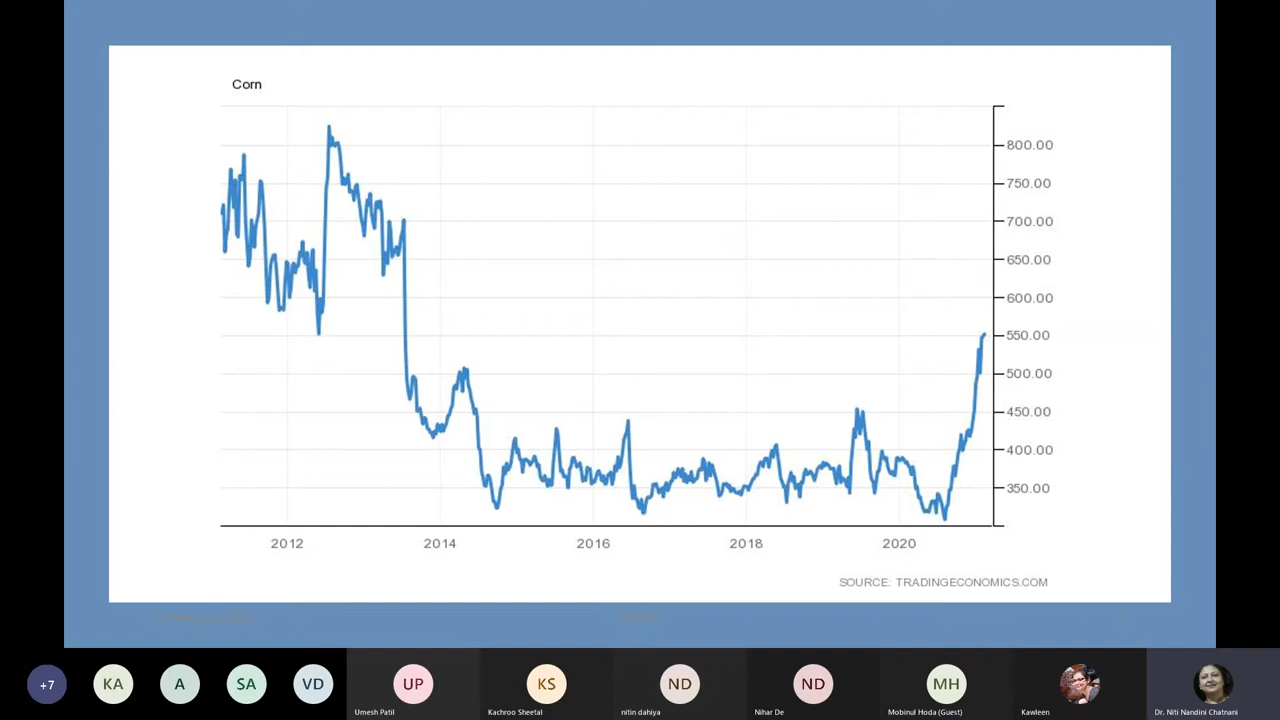 Corn
800.00
750.00
700.00
650.00
600.00
550.00
500.00
450.00
400.00
350.00
2012 2014 2016 2018 2020
SOURCE: TRADINGECONOMICS.COM
+7 KA A SA VD UP KS ND ND MH
Umesh Patil Kachroo Sheetal nitin dahiya Nihar De Mobinul Hoda (Guest) Kawleen Dr. Niti Nandini Chatnani